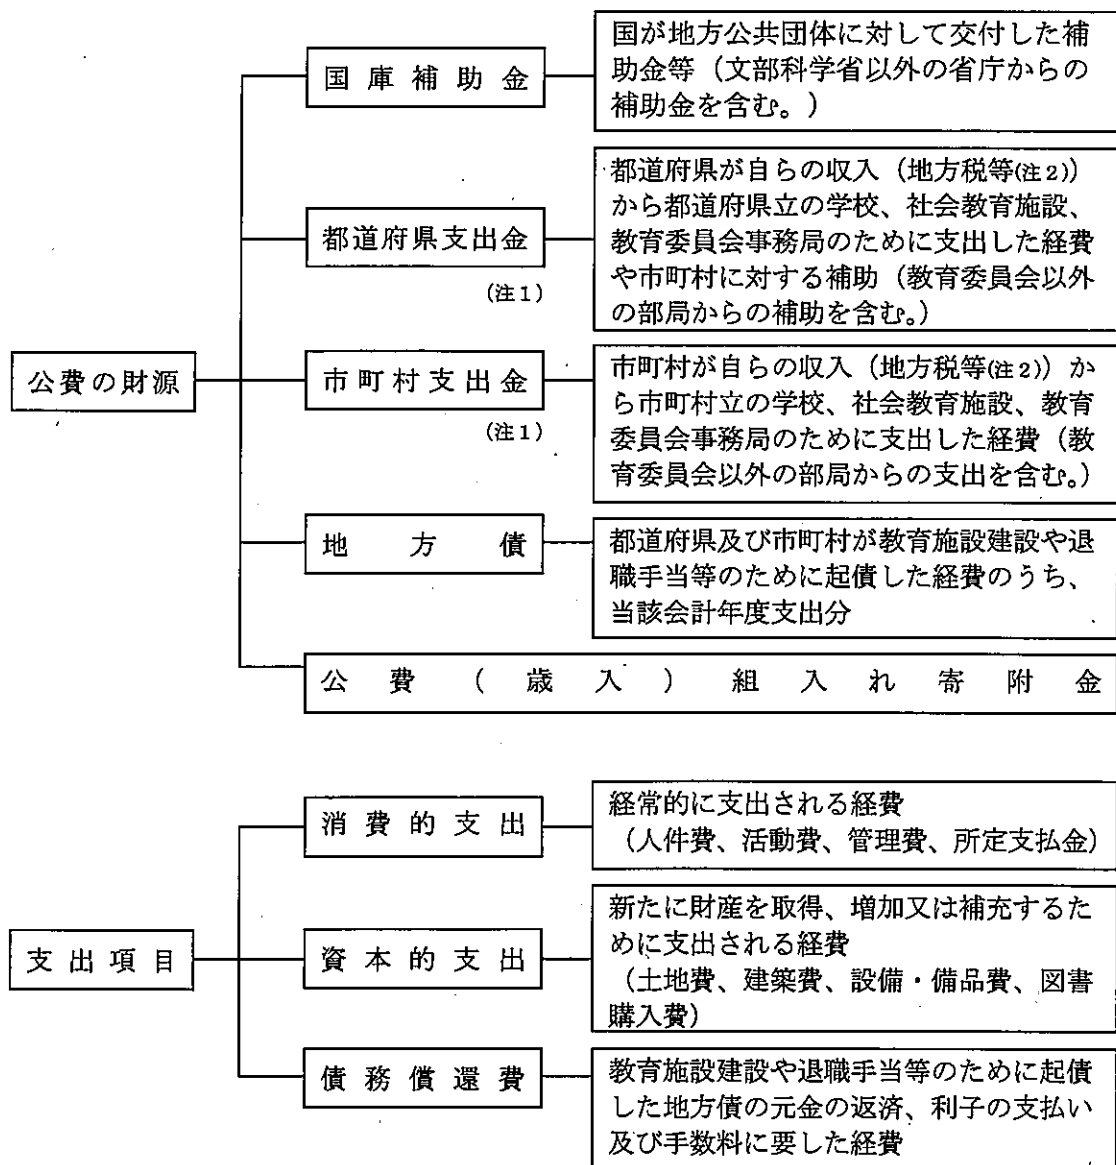 国庫補助金
国が地方公共団体に対して交付した補
助金等（文部科学省以外の省庁からの
補助金を含む。）
都道府県支出金
（注１）
都道府県が自らの収入（地方税等(注２)）
から都道府県立の学校、社会教育施設、
教育委員会事務局のために支出した経費
や市町村に対する補助（教育委員会以外
の部局からの補助を含む。）
公費の財源
市町村支出金
（注１）
市町村が自らの収入（地方税等(注２)）か
ら市町村立の学校、社会教育施設、教育
委員会事務局のために支出した経費（教
育委員会以外の部局からの支出を含む。）
地方債
都道府県及び市町村が教育施設建設や退
職手当等のために起債した経費のうち、
当該会計年度支出分
公費（歳入）組入れ寄附金
消費的支出
経常的に支出される経費
（人件費、活動費、管理費、所定支払金）
支出項目
資本的支出
新たに財産を取得、増加又は補充するた
めに支出される経費
（土地費、建築費、設備・備品費、図書
購入費）
債務償還費
教育施設建設や退職手当等のために起債
した地方債の元金の返済、利子の支払い
及び手数料に要した経費